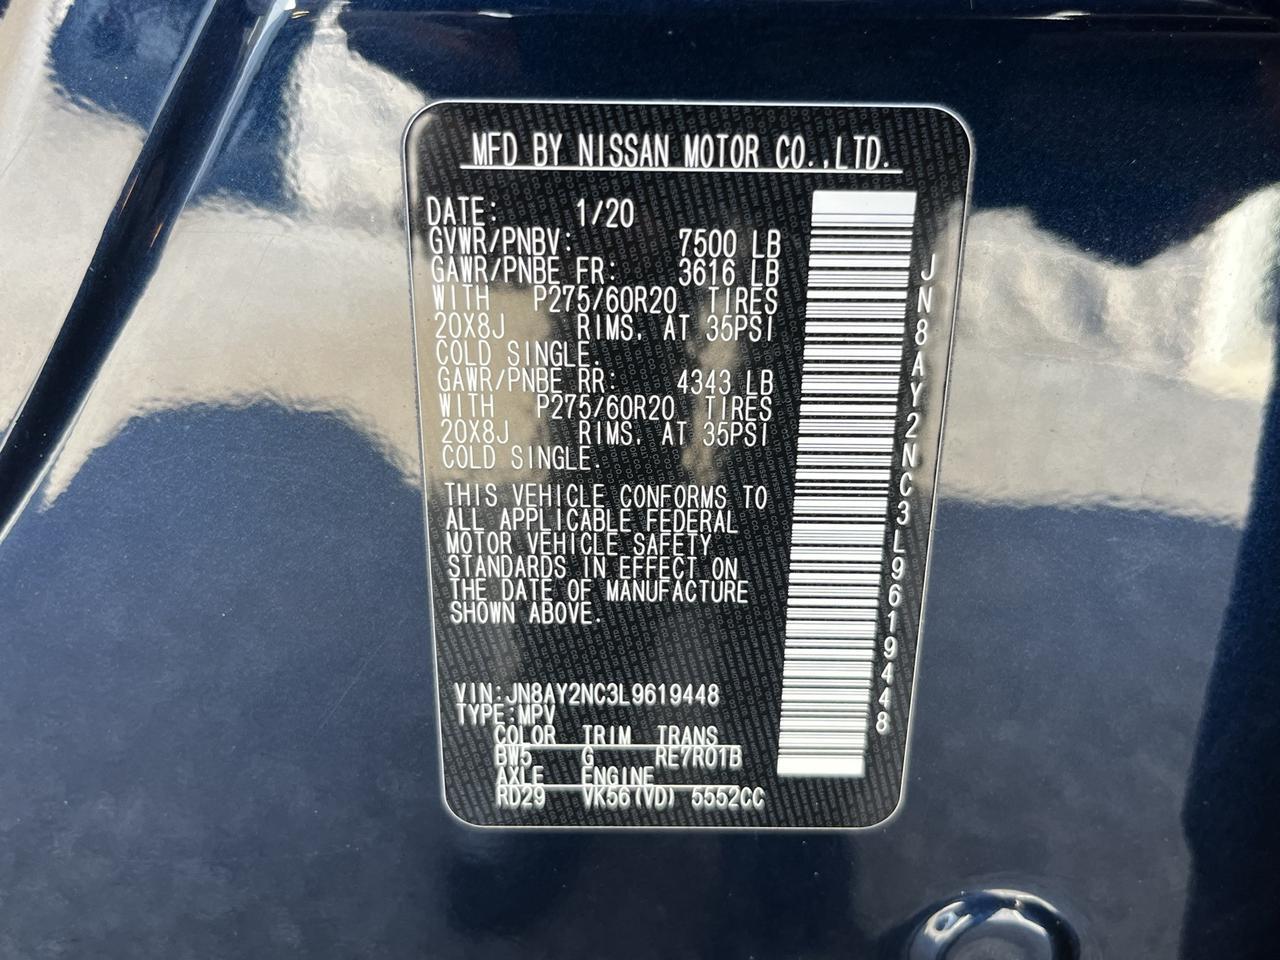 MFD BY NISSAN MOTOR CO.,LTD.
DATE: 1/20
GVWR/PNBV: 7500 LB
GAWR/PNBE FR: 3616 LB
WITH P275/60R20 TIRES
20X8J RIMS, AT 35PSI
COLD SINGLE.
GAWR/PNBE RR: 4343 LB
WITH P275/60R20 TIRES
20X8J RIMS, AT 35PSI
COLD SINGLE.
THIS VEHICLE CONFORMS TO
ALL APPLICABLE FEDERAL
MOTOR VEHICLE SAFETY
STANDARDS IN EFFECT ON
THE DATE OF MANUFACTURE
SHOWN ABOVE.
VIN:JN8AY2NC3L9619448
TYPE:MPV
COLOR TRIM TRANS
BW5 G RE7R01B
AXLE ENGINE
RD29 VK56(VD) 5552CC
JN8AY2NC3L9619448